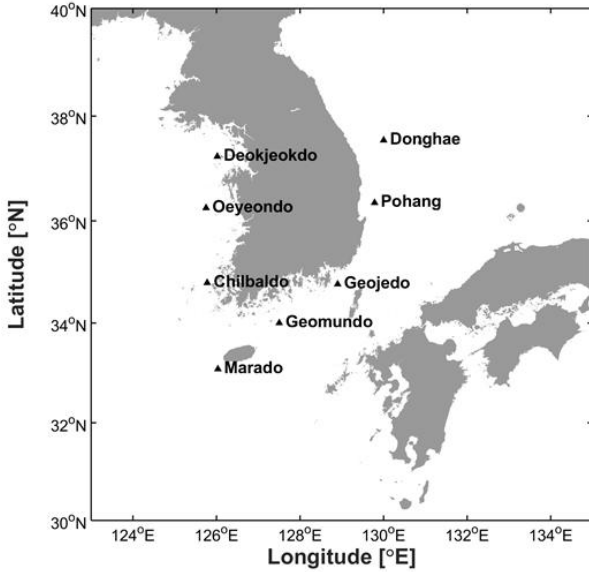 40°N
38°N
36°N
34°N
32°N
30°N
Latitude [°N]
Donghae
Deokjeokdo
Oeyeondo
Pohang
Chilbaldo
Geojedo
Geomundo
Marado
124°E 126°E 128°E 130°E 132°E 134°E
Longitude [°E]